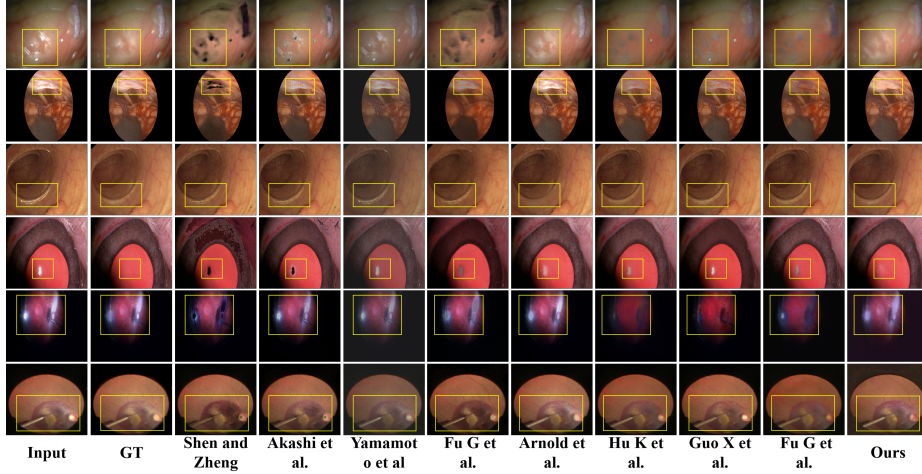 Input GT Shen and Akashi et Yamamot Fu G et Arnold et Hu K et Guo X et Fu G et Ours
Zheng al. o et al al. al. al. al. al.